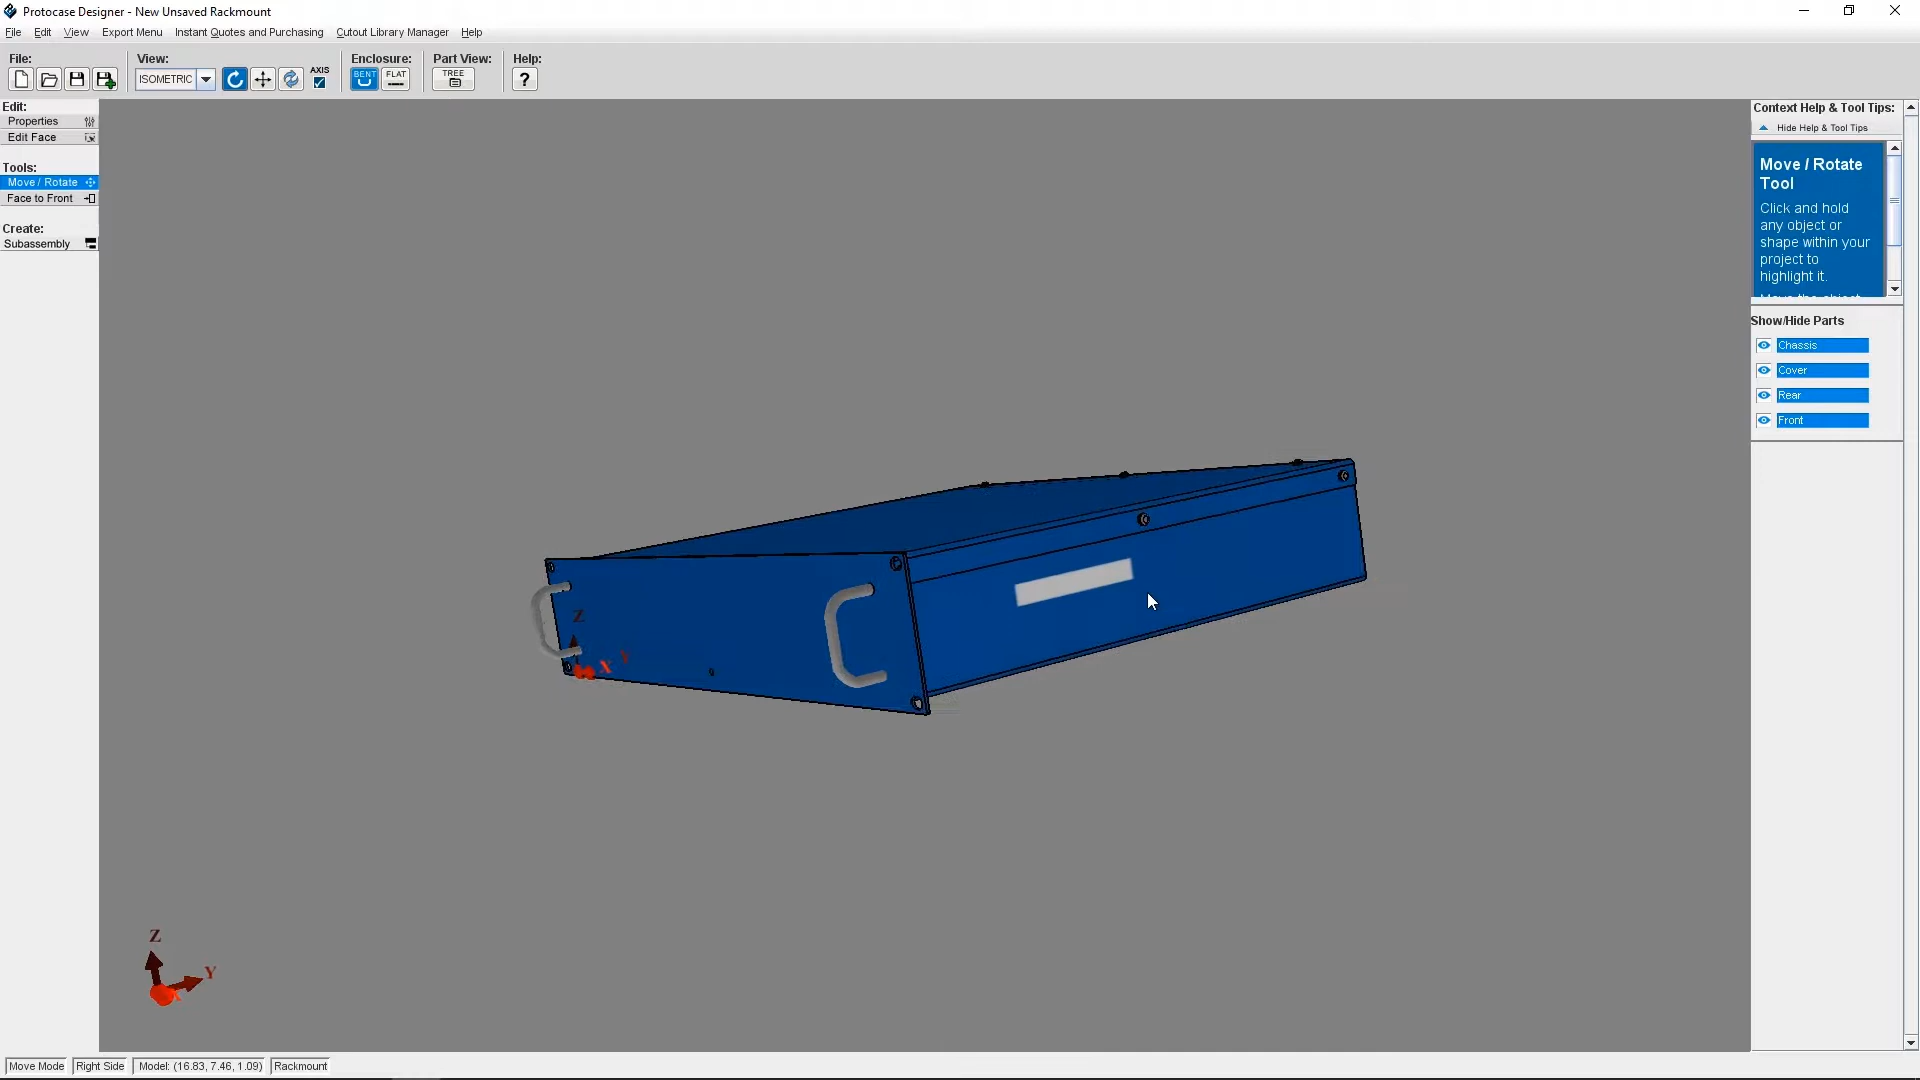 Protocase Designer - New Unsaved Rackmount
File Edit View Export Menu Instant Quotes and Purchasing Cutout Library Manager Help
File: View: Enclosure: Part View: Help:
ISOMETRIC AXIS BENT FLAT TREE ?
Edit:
Properties
Edit Face
Tools:
Move / Rotate
Face to Front
Create:
Subassembly
Context Help & Tool Tips:
Hide Help & Tool Tips
Move / Rotate
Tool
Click and hold
any object or
shape within your
project to
highlight it.
Show/Hide Parts
Chassis
Cover
Rear
Front
Z
X Y
Z
Y
X
Move Mode Right Side Model: (16.83, 7.46, 1.09) Rackmount